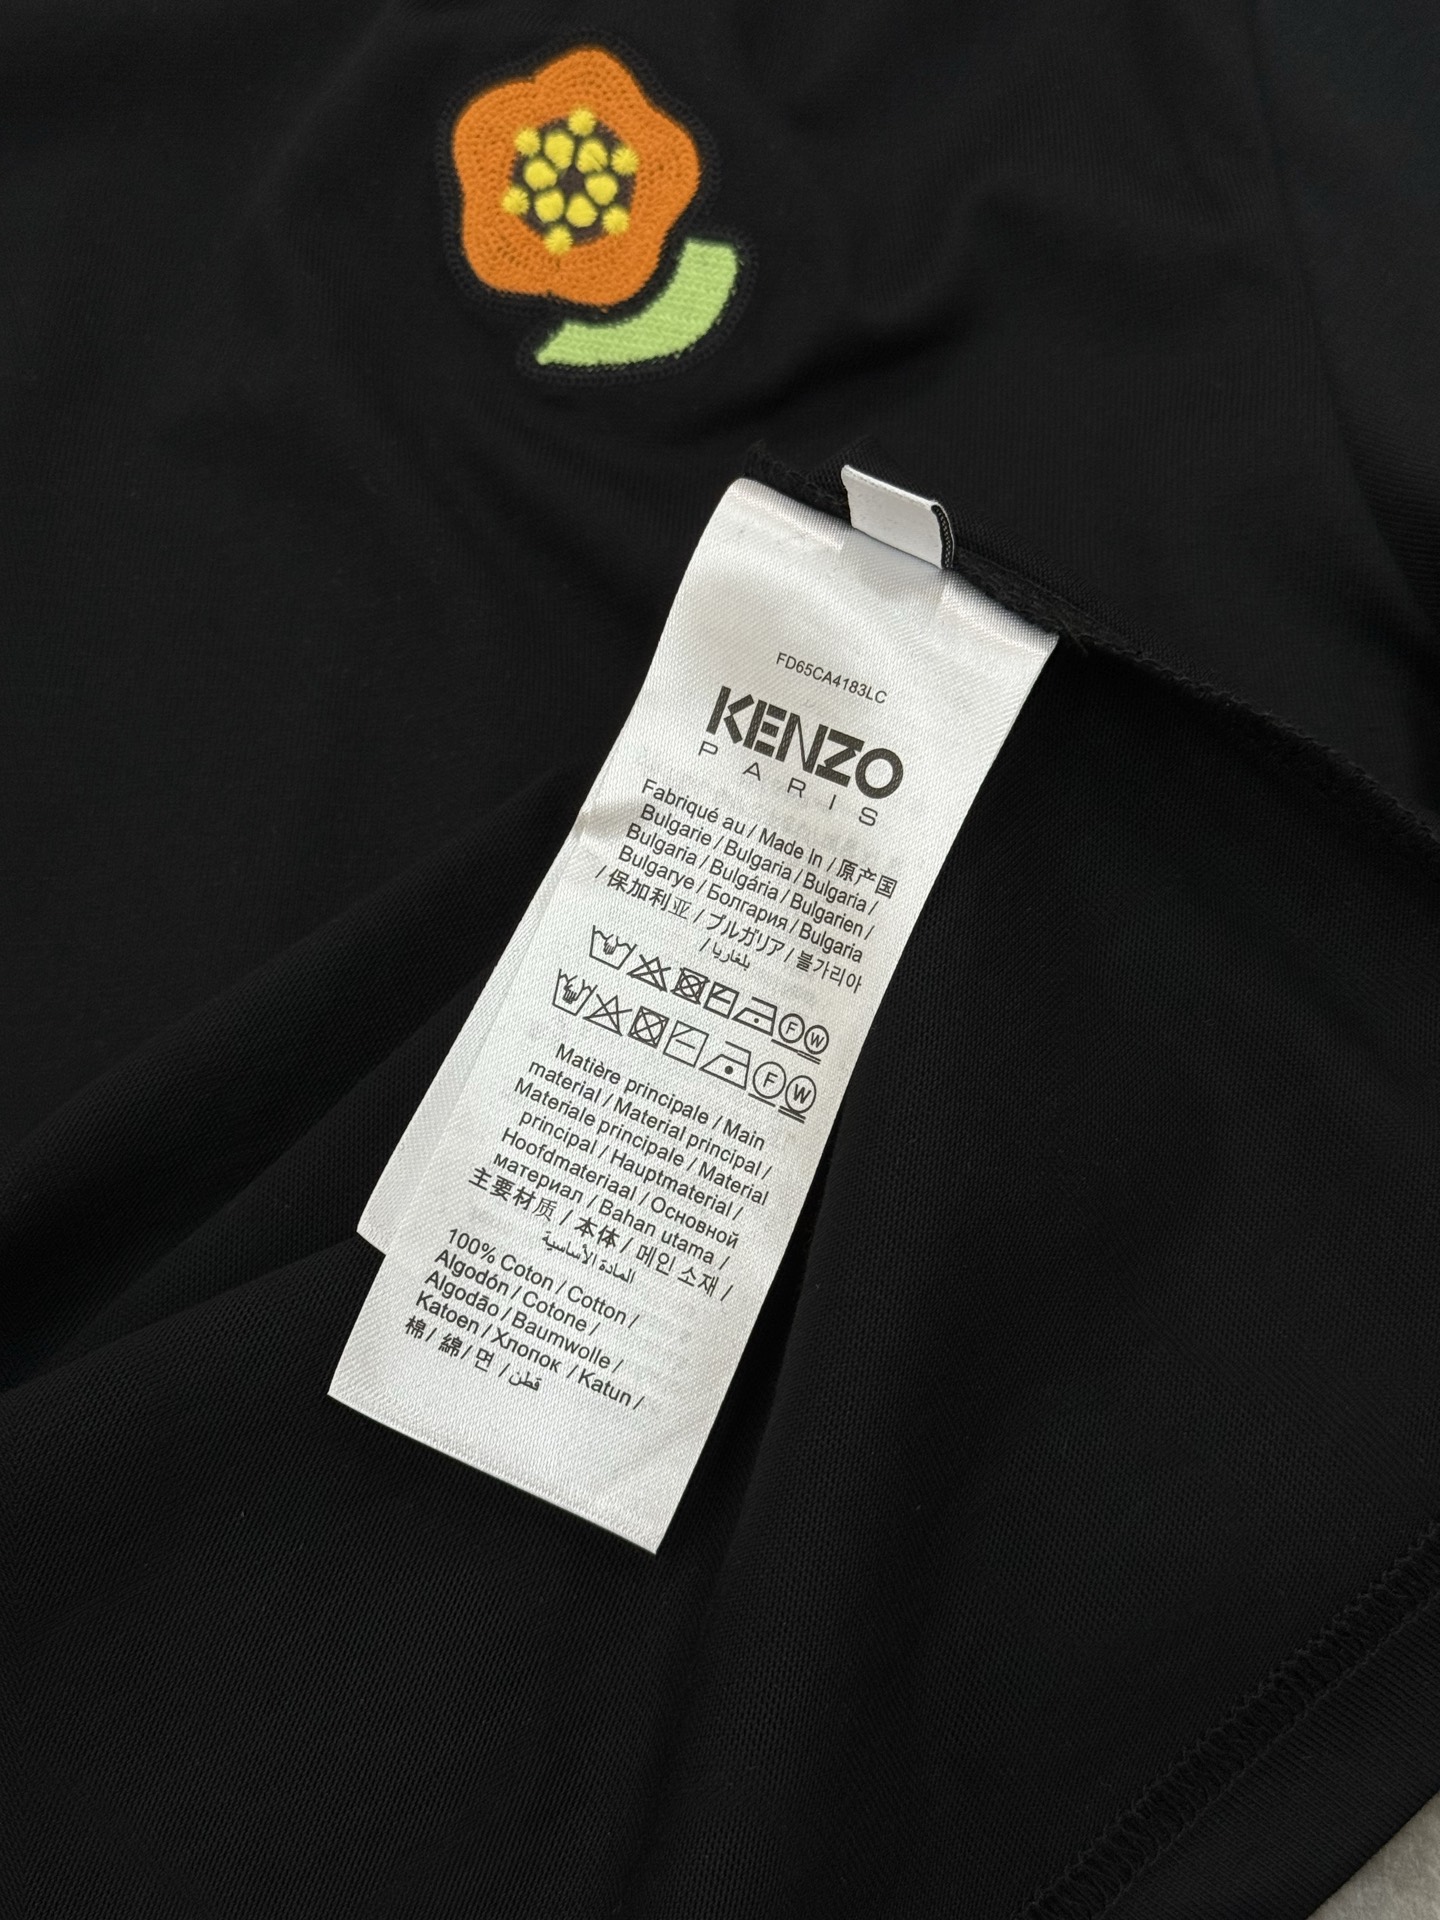 FD65CA4183LC
KENZO
PARIS
Fabriqué au / Made In / 原产国
Bulgarie / Bulgaria / Bulgaria /
Bulgaria / Bulgária / Bulgarien /
Bulgarye / Болгария / Bulgaria
/ 保加利亚 / ブルガリア / 불가리아
/ بلغاريا
F W
F W
Matière principale / Main
material / Material principal /
Materiale principale / Material
principal / Hauptmaterial /
Hoofdmateriaal / Основной
материал / Bahan utama /
主要材质 / 本体 / 메인 소재 /
المادة الأساسية
100% Coton / Cotton /
Algodón / Cotone /
Algodão / Baumwolle /
Katoen / Хлопок / Katun /
棉 / 綿 / 면 / قطن